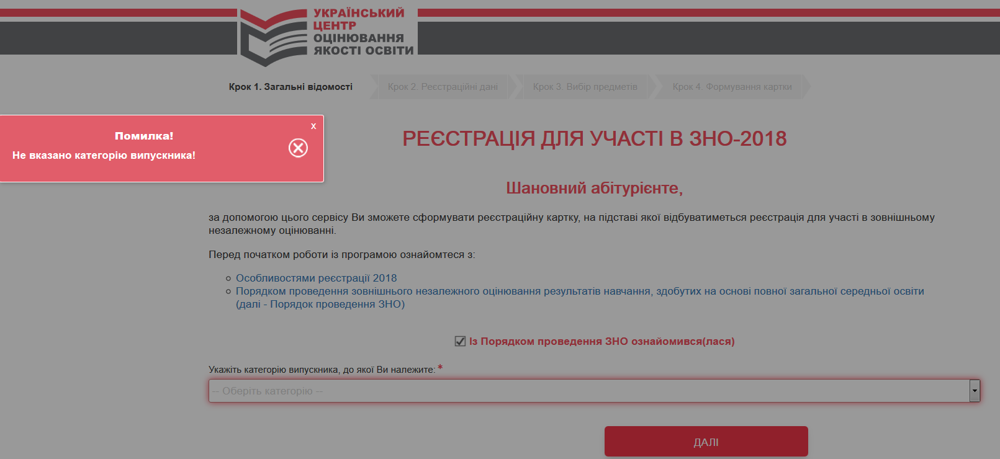 УКРАЇНСЬКИЙ
ЦЕНТР
ОЦІНЮВАННЯ
ЯКОСТІ ОСВІТИ
Крок 1. Загальні відомості
Крок 2. Реєстраційні дані
Крок 3. Вибір предметів
Крок 4. Формування картки
x
Помилка!
Не вказано категорію випускника!
РЕЄСТРАЦІЯ ДЛЯ УЧАСТІ В ЗНО-2018
Шановний абітурієнте,
за допомогою цього сервісу Ви зможете сформувати реєстраційну картку, на підставі якої відбуватиметься реєстрація для участі в зовнішньому
незалежному оцінюванні.
Перед початком роботи із програмою ознайомтеся з:
Особливостями реєстрації 2018
Порядком проведення зовнішнього незалежного оцінювання результатів навчання, здобутих на основі повної загальної середньої освіти
(далі - Порядок проведення ЗНО)
Із Порядком проведення ЗНО ознайомився(лася)
Укажіть категорію випускника, до якої Ви належите: *
-- Оберіть категорію --
ДАЛІ